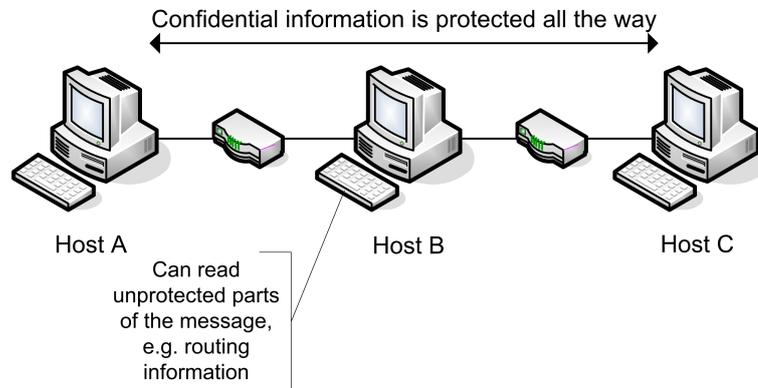 Confidential information is protected all the way
Host A
Host B
Host C
Can read
unprotected parts
of the message,
e.g. routing
information